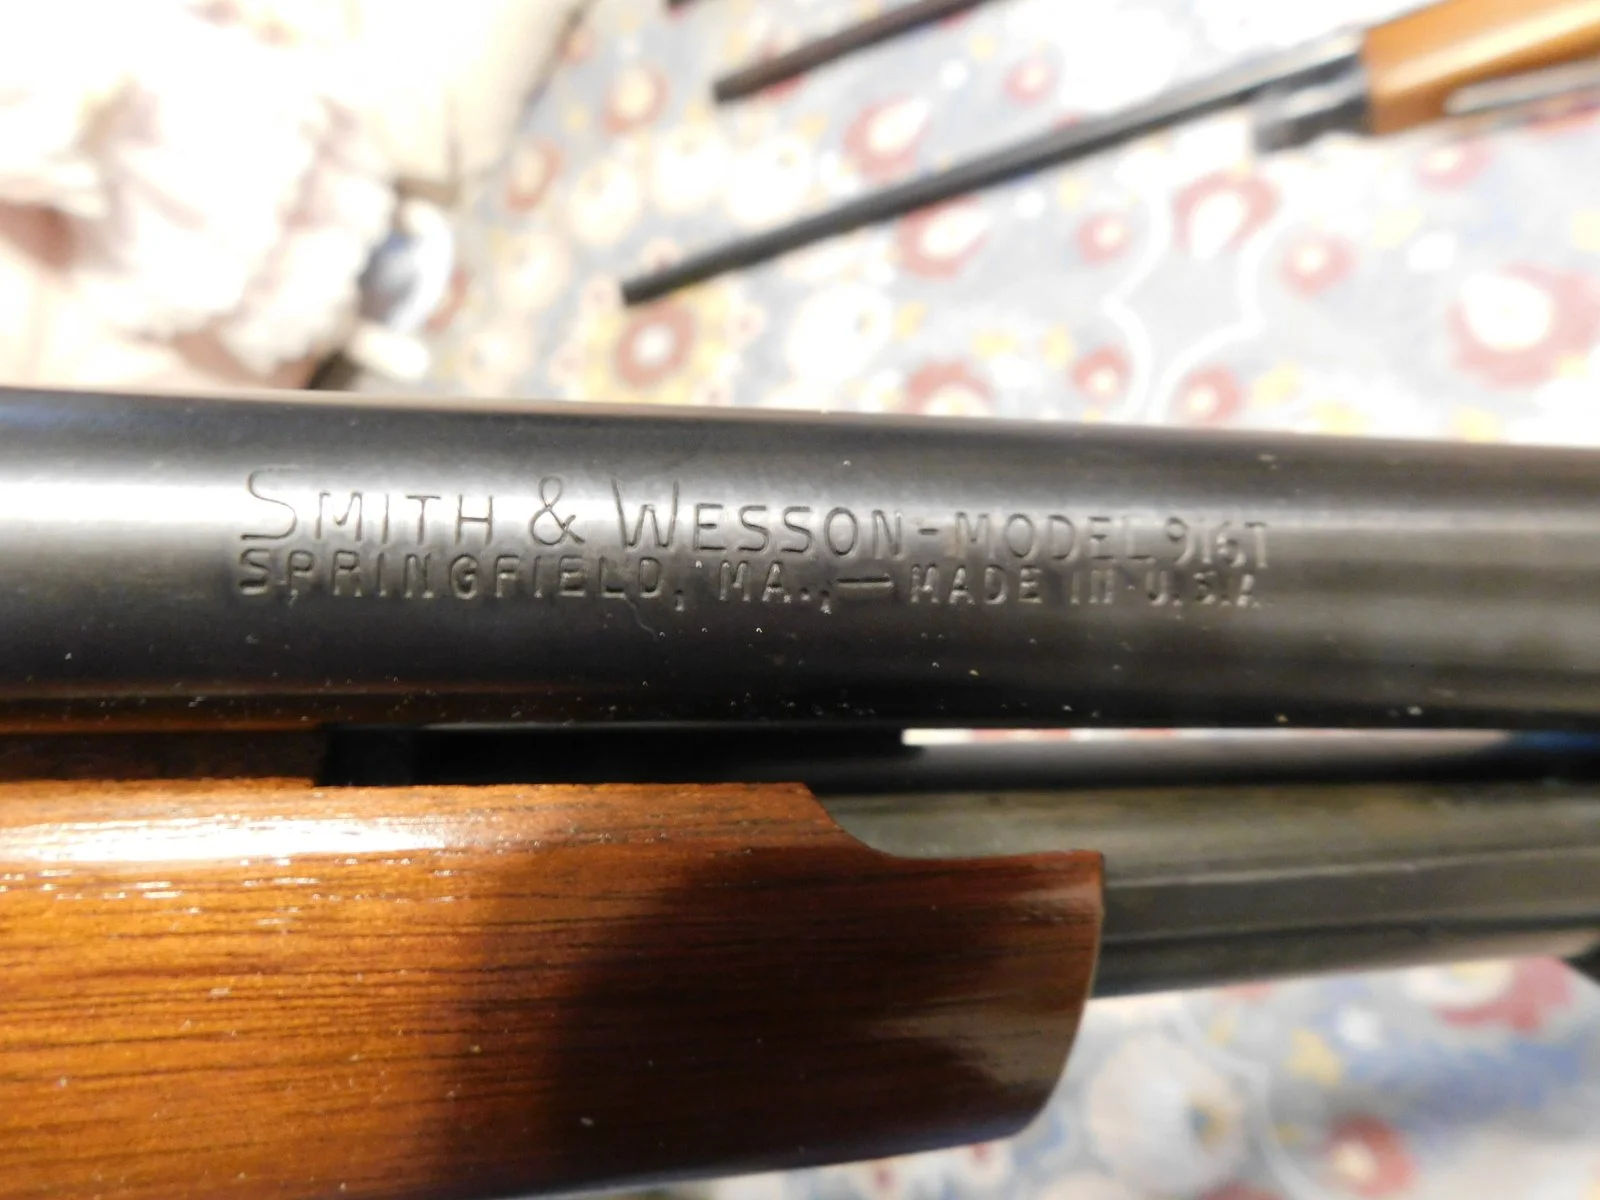 SMITH & WESSON-MODEL 916T
SPRINGFIELD, MA.,—MADE IN U.S.A.